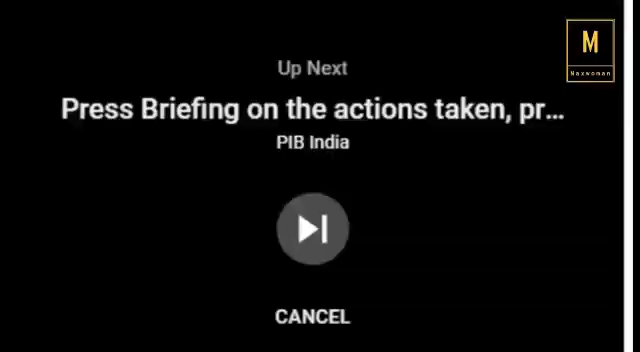 M
Maxwoman
Up Next
Press Briefing on the actions taken, pr...
PIB India
CANCEL